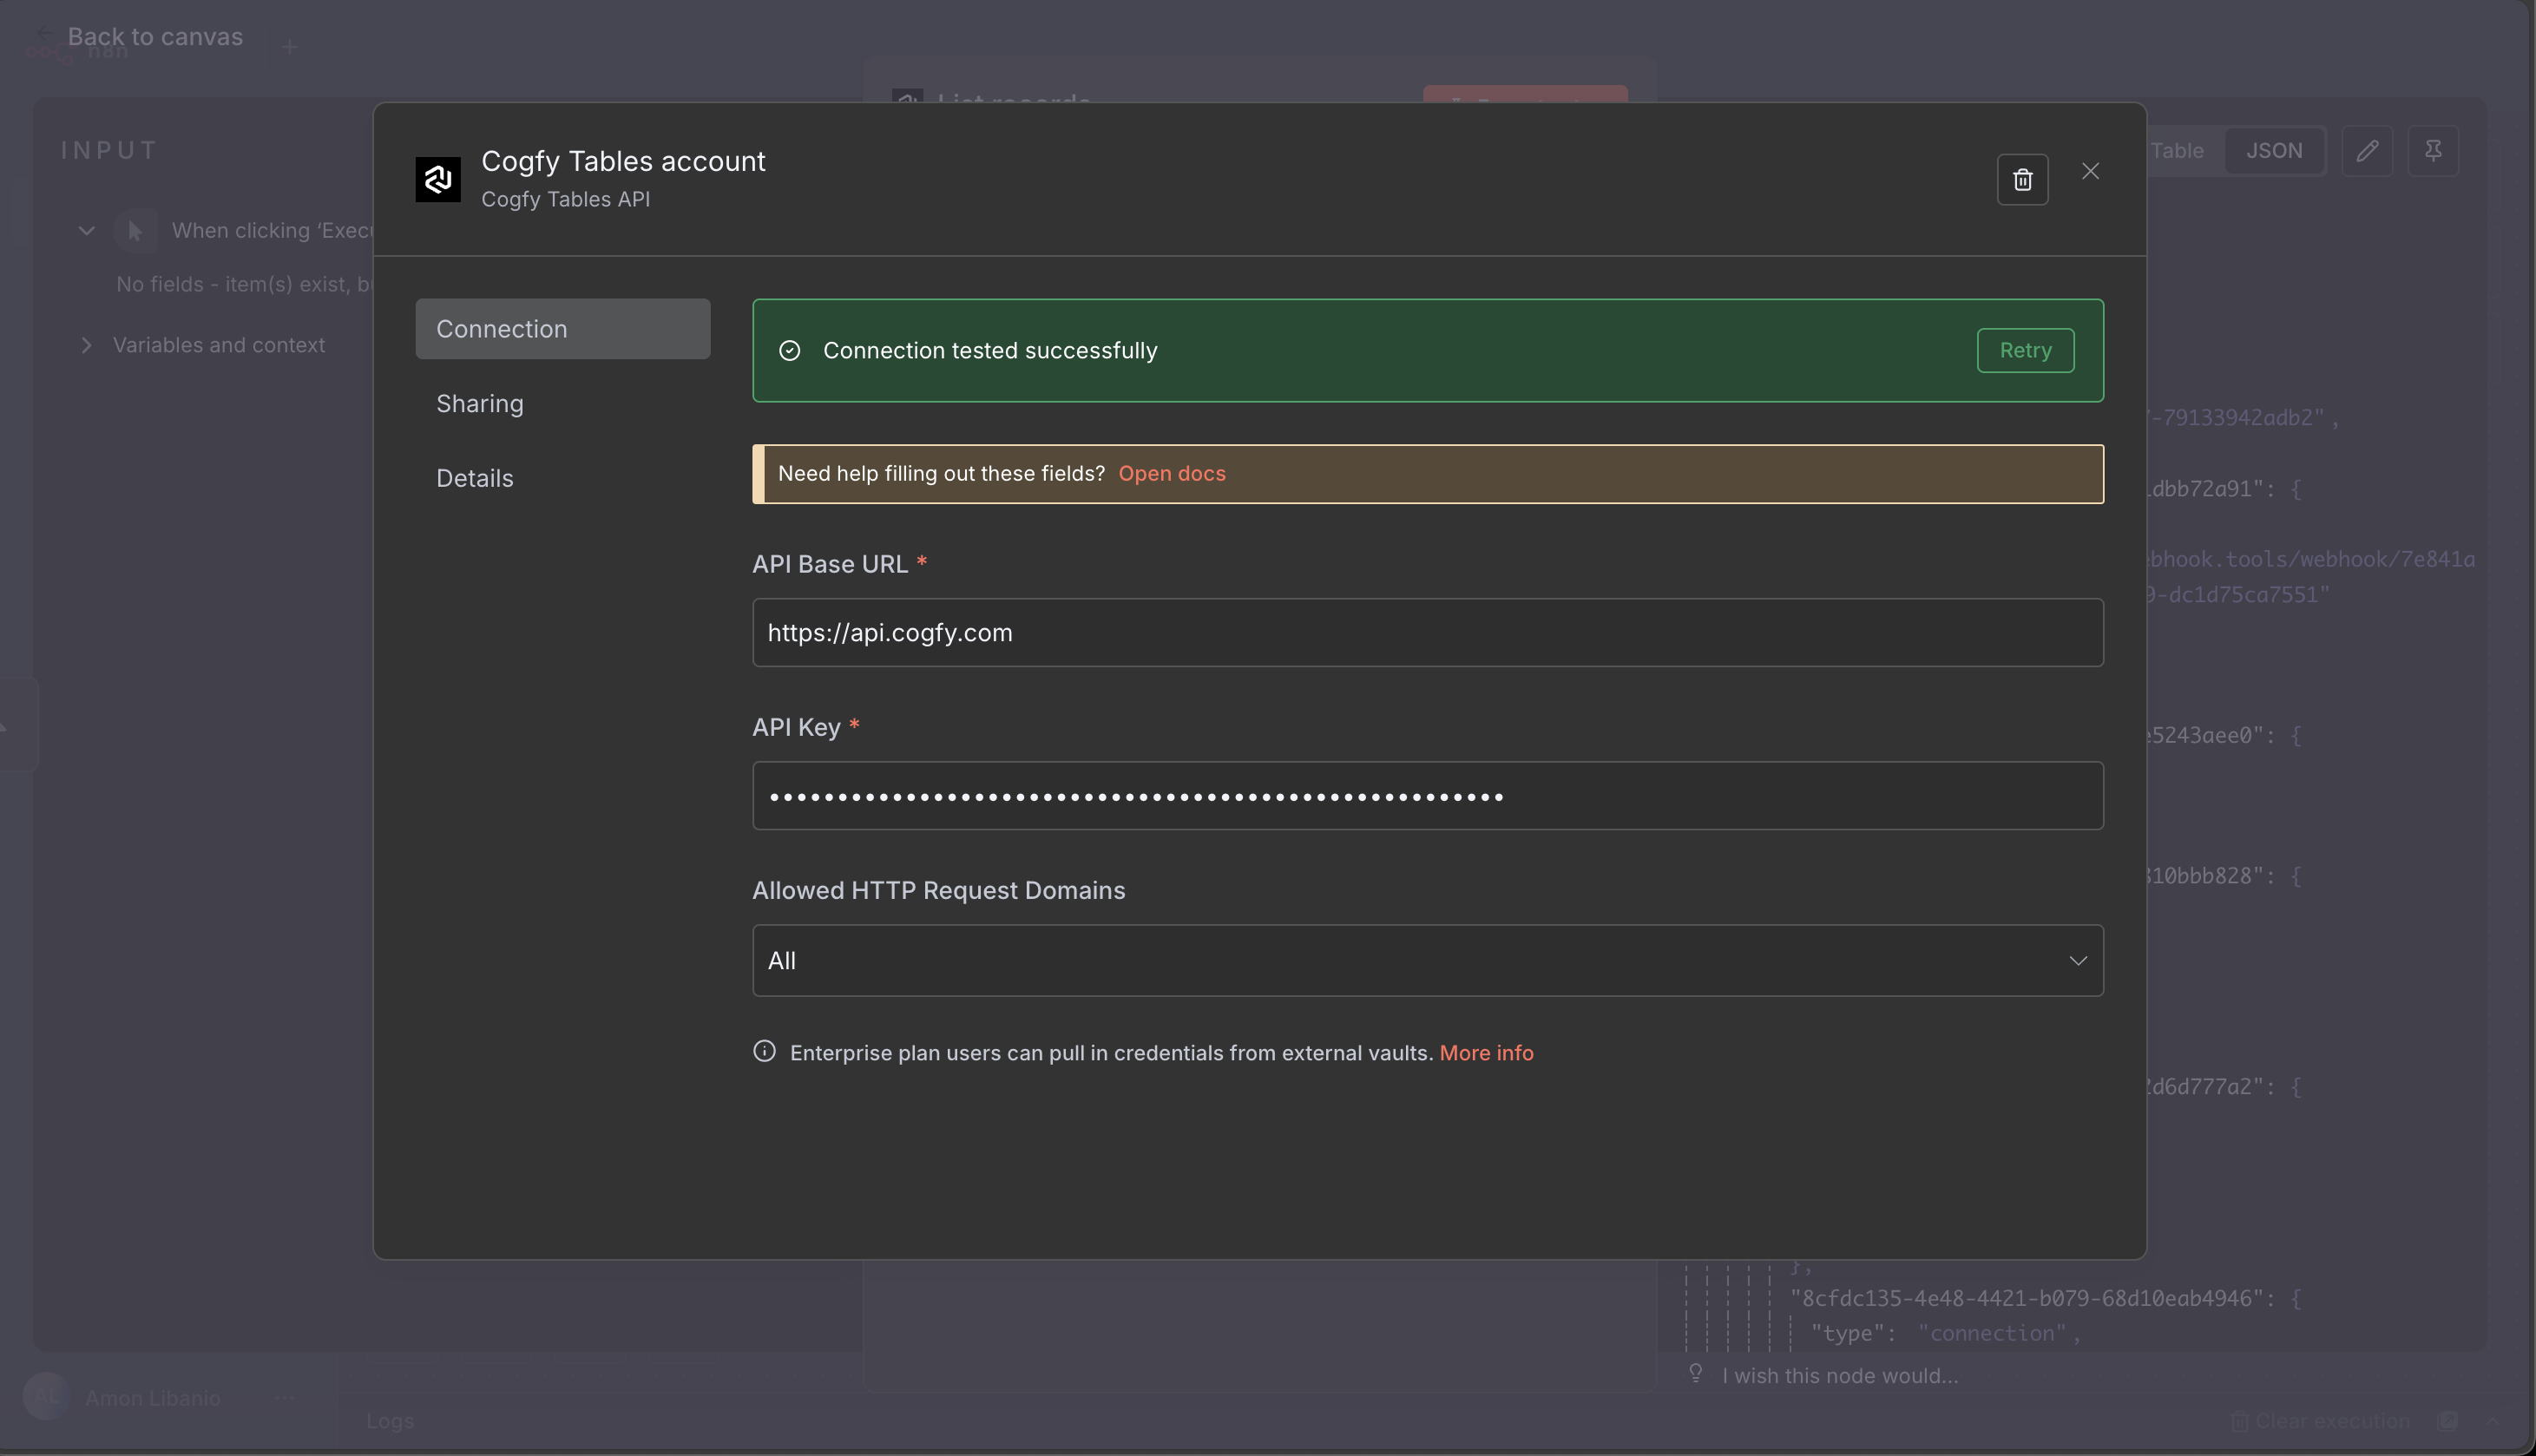 Back to canvas
n8n
INPUT
When clicking ‘Execu
No fields - item(s) exist, b
Variables and context
List records
Table
JSON
Cogfy Tables account
Cogfy Tables API
Connection
Sharing
Details
Connection tested successfully
Retry
Need help filling out these fields? Open docs
API Base URL *
https://api.cogfy.com
API Key *
••••••••••••••••••••••••••••••••••••••••••••••••••••••
Allowed HTTP Request Domains
All
Enterprise plan users can pull in credentials from external vaults. More info
-79133942adb2",
dbb72a91": {
bhook.tools/webhook/7e841a
-dc1d75ca7551"
5243aee0": {
10bbb828": {
d6d777a2": {
},
"8cfdc135-4e48-4421-b079-68d10eab4946": {
"type": "connection",
I wish this node would...
Amon Libanio
Logs
Clear execution